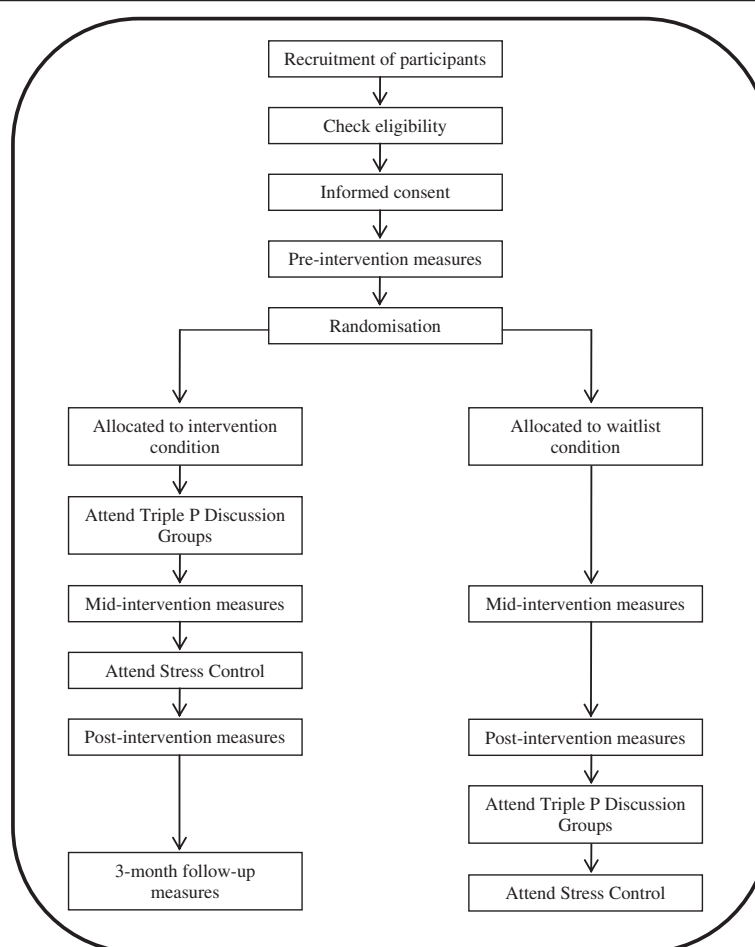 Recruitment of participants
Check eligibility
Informed consent
Pre-intervention measures
Randomisation
Allocated to intervention
condition
Attend Triple P Discussion
Groups
Mid-intervention measures
Attend Stress Control
Post-intervention measures
3-month follow-up
measures
Allocated to waitlist
condition
Mid-intervention measures
Post-intervention measures
Attend Triple P Discussion
Groups
Attend Stress Control